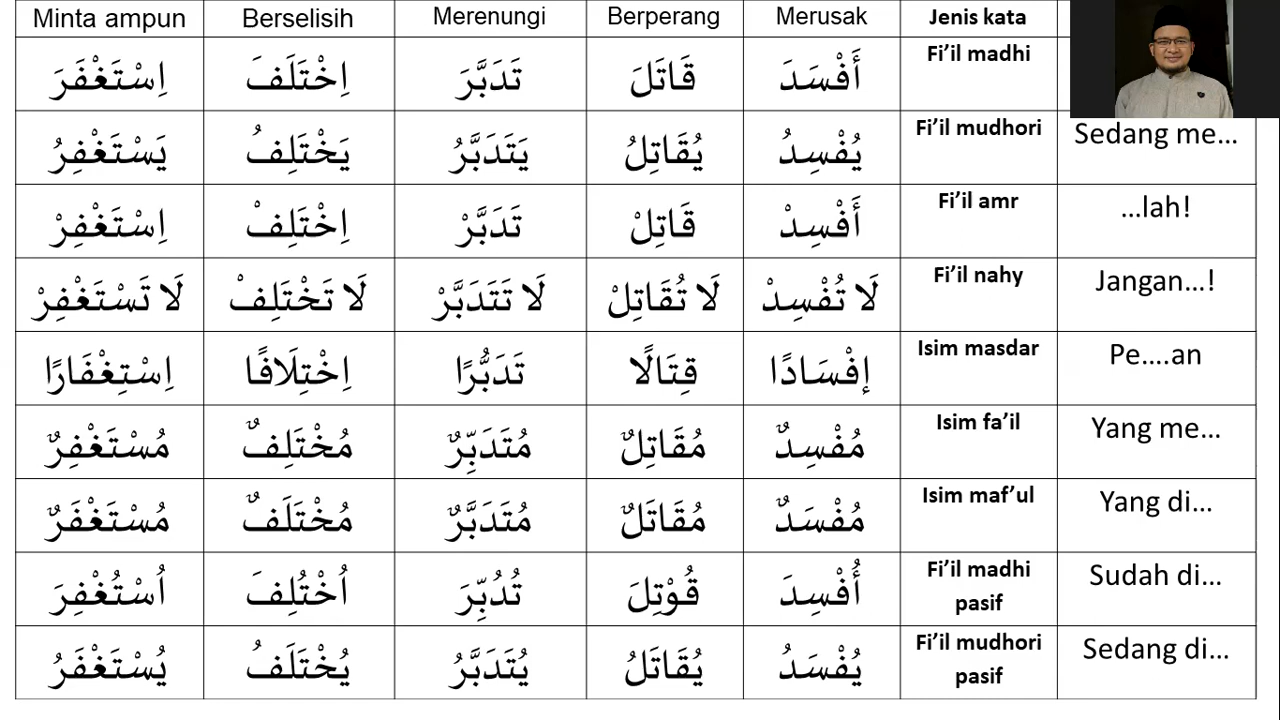 Minta ampun Berselisih Merenungi Berperang Merusak Jenis kata
اِسْتَغْفَرَ اِخْتَلَفَ تَدَبَّرَ قَاتَلَ أَفْسَدَ Fi’il madhi
يَسْتَغْفِرُ يَخْتَلِفُ يَتَدَبَّرُ يُقَاتِلُ يُفْسِدُ Fi’il mudhori Sedang me...
اِسْتَغْفِرْ اِخْتَلِفْ تَدَبَّرْ قَاتِلْ أَفْسِدْ Fi’il amr ...lah!
لَا تَسْتَغْفِرْ لَا تَخْتَلِفْ لَا تَتَدَبَّرْ لَا تُقَاتِلْ لَا تُفْسِدْ Fi’il nahy Jangan...!
اِسْتِغْفَارًا اِخْتِلَافًا تَدَبُّرًا قِتَالًا إِفْسَادًا Isim masdar Pe....an
مُسْتَغْفِرٌ مُخْتَلِفٌ مُتَدَبِّرٌ مُقَاتِلٌ مُفْسِدٌ Isim fa’il Yang me...
مُسْتَغْفَرٌ مُخْتَلَفٌ مُتَدَبَّرٌ مُقَاتَلٌ مُفْسَدٌ Isim maf’ul Yang di...
اُسْتُغْفِرَ اُخْتُلِفَ تُدُبِّرَ قُوْتِلَ أُفْسِدَ Fi’il madhi pasif Sudah di...
يُسْتَغْفَرُ يُخْتَلَفُ يُتَدَبَّرُ يُقَاتَلُ يُفْسَدُ Fi’il mudhori pasif Sedang di...